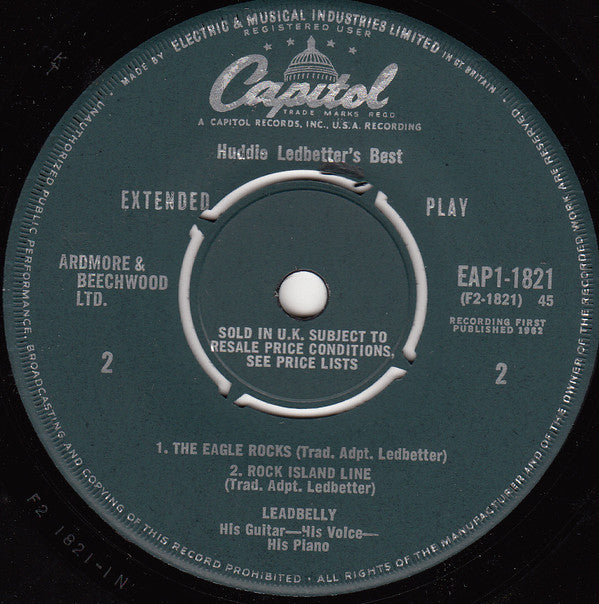 MADE BY ELECTRIC & MUSICAL INDUSTRIES LIMITED IN GT BRITAIN
REGISTERED USER
Capitol
TRADE MARKS REGD
A CAPITOL RECORDS, INC., U.S.A. RECORDING
Huddie Ledbetter's Best
EXTENDED PLAY
ARDMORE &
BEECHWOOD
LTD.
EAP1-1821
(F2-1821) 45
RECORDING FIRST
PUBLISHED 1962
SOLD IN U.K. SUBJECT TO
RESALE PRICE CONDITIONS,
SEE PRICE LISTS
2 2
1. THE EAGLE ROCKS (Trad. Adpt. Ledbetter)
2. ROCK ISLAND LINE
(Trad. Adpt. Ledbetter)
LEADBELLY
His Guitar—His Voice—
His Piano
UNAUTHORIZED PUBLIC PERFORMANCE, BROADCASTING AND COPYING OF THIS RECORD PROHIBITED • ALL RIGHTS OF THE MANUFACTURER AND OF THE OWNER OF THE RECORDED WORK ARE RESERVED •
F2 1821-1N